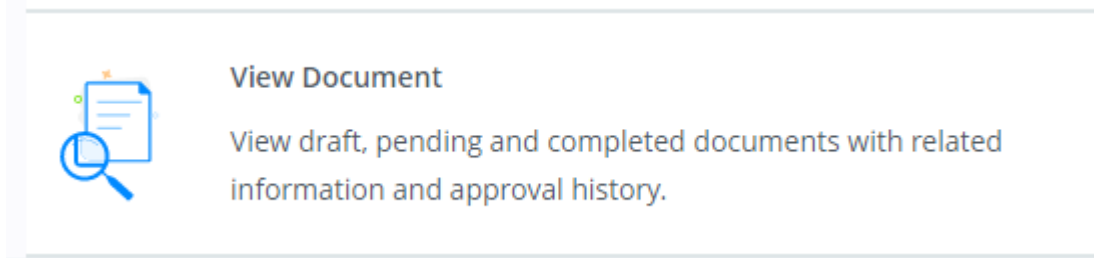 View Document
View draft, pending and completed documents with related
information and approval history.